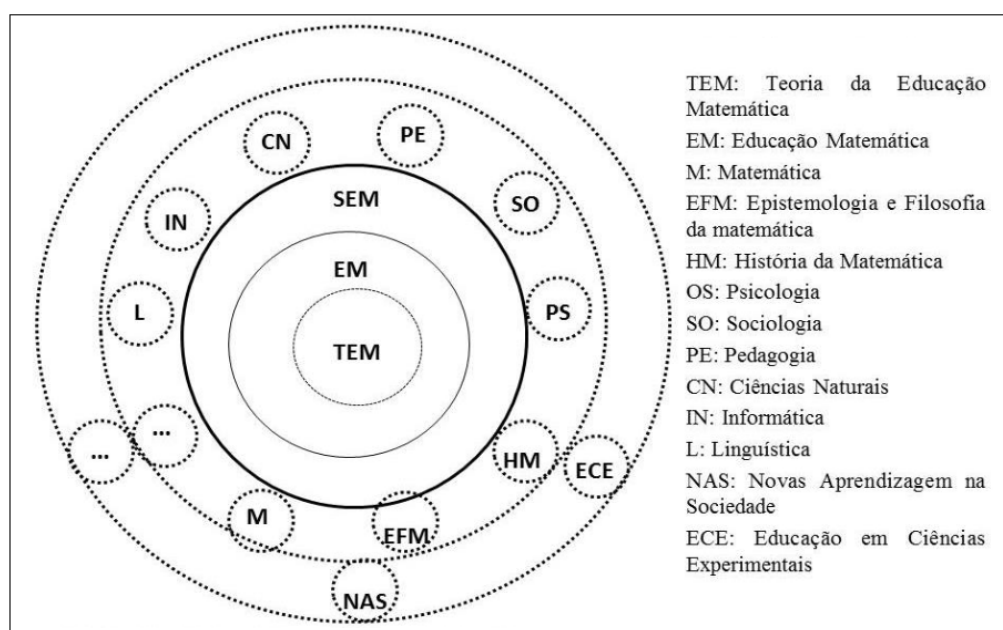 CN
PE
SEM
SO
IN
EM
L
PS
TEM
...
...
HM
ECE
M
EFM
NAS
TEM: Teoria da Educação
Matemática
EM: Educação Matemática
M: Matemática
EFM: Epistemologia e Filosofia
da matemática
HM: História da Matemática
OS: Psicologia
SO: Sociologia
PE: Pedagogia
CN: Ciências Naturais
IN: Informática
L: Linguística
NAS: Novas Aprendizagem na
Sociedade
ECE: Educação em Ciências
Experimentais